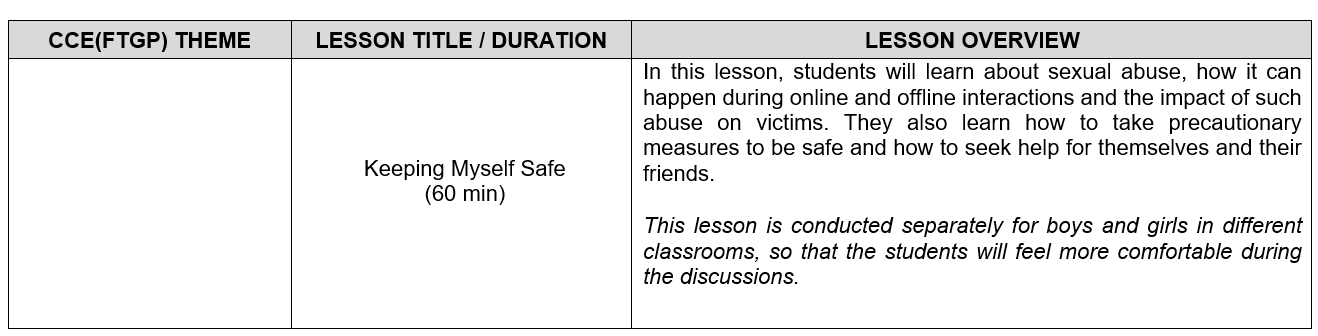 CCE(FTGP) THEME
LESSON TITLE / DURATION
LESSON OVERVIEW
Keeping Myself Safe
(60 min)
In this lesson, students will learn about sexual abuse, how it can
happen during online and offline interactions and the impact of such
abuse on victims. They also learn how to take precautionary
measures to be safe and how to seek help for themselves and their
friends.
This lesson is conducted separately for boys and girls in different
classrooms, so that the students will feel more comfortable during
the discussions.